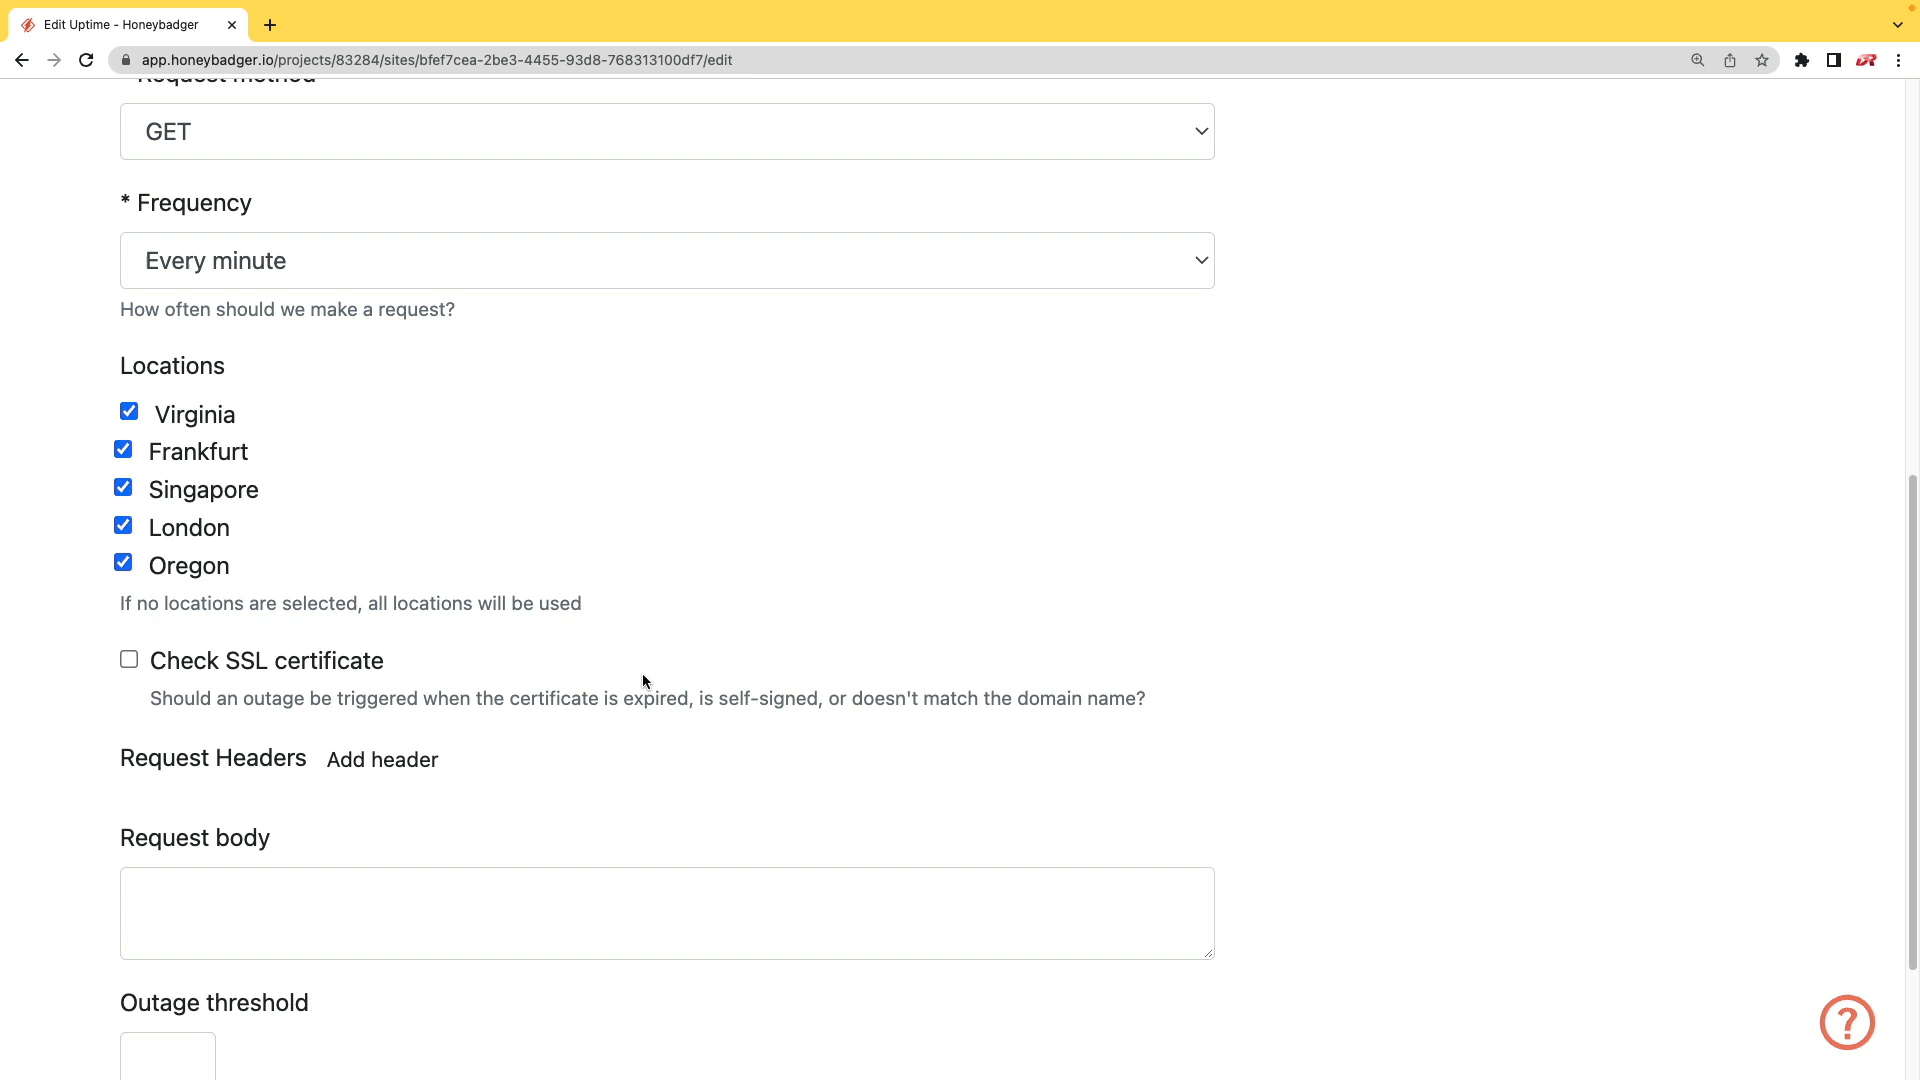 Edit Uptime - Honeybadger
app.honeybadger.io/projects/83284/sites/bfef7cea-2be3-4455-93d8-768313100df7/edit
Request method
GET
* Frequency
Every minute
How often should we make a request?
Locations
Virginia
Frankfurt
Singapore
London
Oregon
If no locations are selected, all locations will be used
Check SSL certificate
Should an outage be triggered when the certificate is expired, is self-signed, or doesn't match the domain name?
Request Headers Add header
Request body
Outage threshold